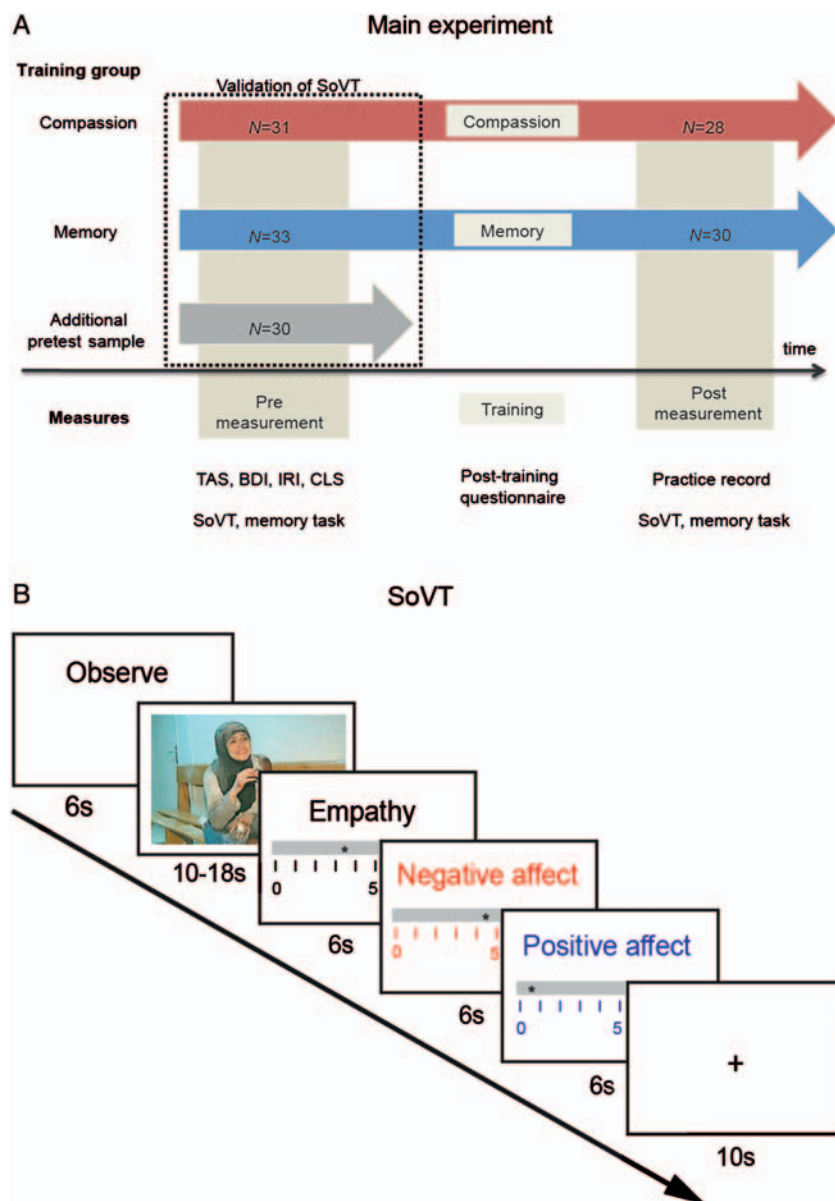 A
Main experiment
Training group
Validation of SoVT
Compassion
N=31
Compassion
N=28
Memory
N=33
Memory
N=30
Additional
pretest sample
N=30
time
Measures
Pre
measurement
Training
Post
measurement
TAS, BDI, IRI, CLS
SoVT, memory task
Post-training
questionnaire
Practice record
SoVT, memory task
B
SoVT
Observe
6s
10-18s
Empathy
*
0 5
6s
Negative affect
*
0 5
6s
Positive affect
*
0 5
6s
+
10s